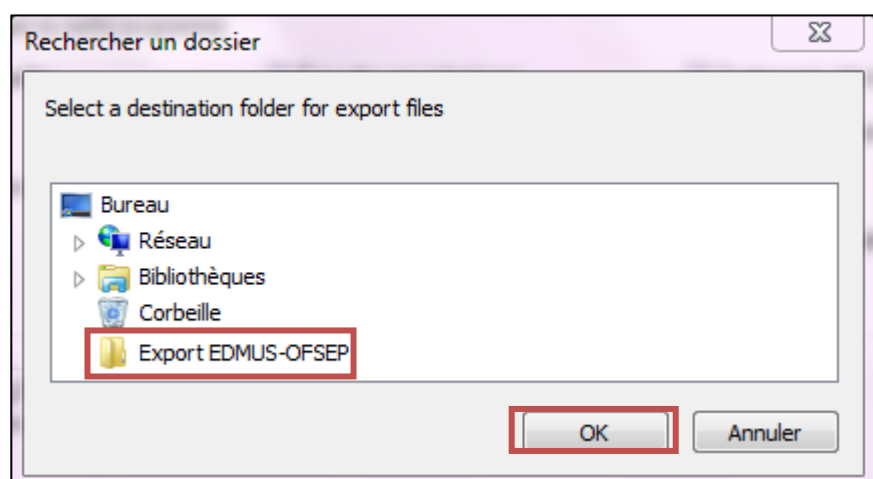 Rechercher un dossier
Select a destination folder for export files
Bureau
Réseau
Bibliothèques
Corbeille
Export EDMUS-OFSEP
OK
Annuler